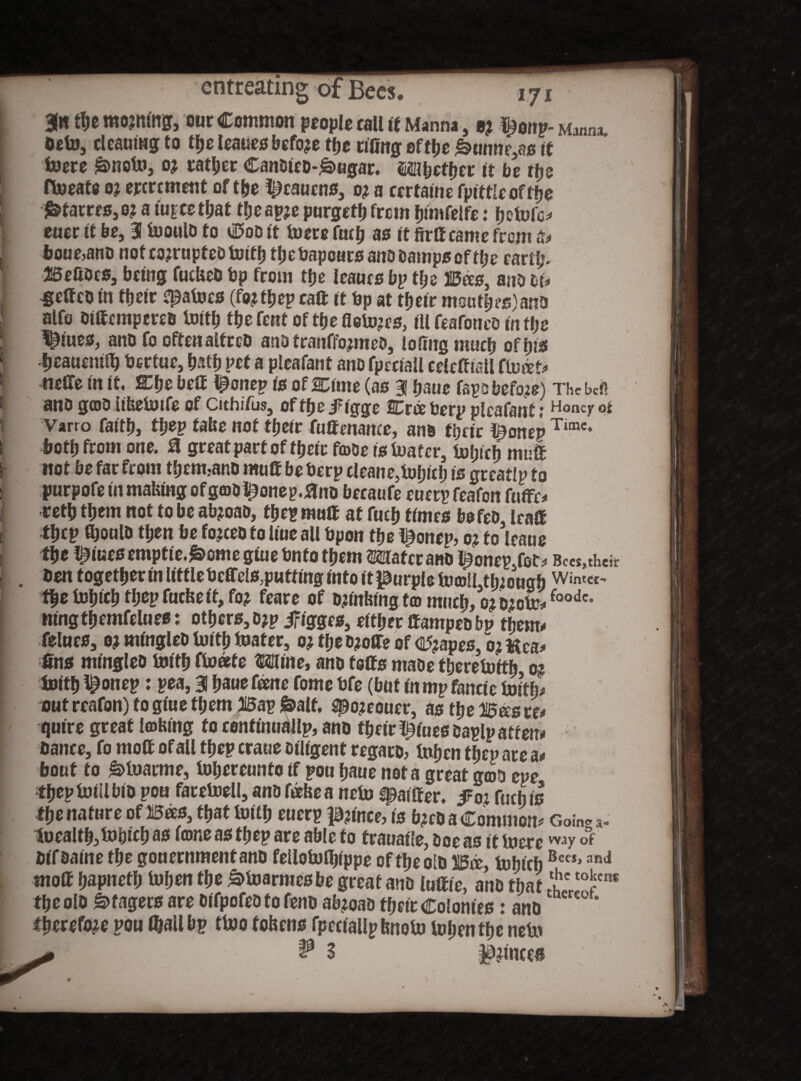 entreating of Bees. 171
In the morning, our Common people call it Manna, or Hony-
dew, cleaving to the leaues before the rising of the Sunne, as it
were Snow, or rather Candied-Sugar. Whether it be the
sweate or excrement of the Heauens, or a certaine spittle of the
Starres, or a iuyce that the ayre purgeth from himselfe: howso-
euer it be, I would to God it were such as it first came from a-
boue, and not corrupted with the vapours and damps of the earth.
Besides, being sucked vp from the leaues by the Bees, and di-
gested in their Mawes (for they cast it vp at their mouthes) and
also distempered with the sent of the flowres, ill seasoned in the
Hiues, and so often altred and transformed, losing much of his
heauenish vertue, hath yet a pleasant and speciall celestiall sweet-
nesse in it. The best Honey is of Time (as I haue sayd before)
and good likewise of Cithisus, of the Figge Tree very pleasant:
Varro saith, they take not their sustenance, and their Honey
both from one. A great part of their foode is water, which must
not be far from them, and must be very cleane, which is greatly to
purpose in making of good Honey. And because euery season suffe-
reth them not to be abroad, they must at such times be fed, least
they should then be forced to liue all vpon the Honey, or to leaue
the Hiues emptie. Some giue vnto them Water and Honey, sod-
den together in little vessels, putting into it Purple wooll, through
the which they sucke it, for feare of drinking too much, or drow-
ning themselues: others, dry Figges, either stamped by them-
selues, or mingled with water, or the drosse of Grapes, or Rea-
sins mingled with sweete Wine, and tosts made therewith, or
with Honey: yea, I haue seene some vse (but in my fancie with-
out reason) to giue them Bay Salt. Moreouer, as the Bees re-
quire great looking to continually, and their Hiues dayly atten-
dance, so most of all they craue diligent regard, when they are a-
bout to Swarme, whereunto if you haue not a great good eye,
they will bid you farewell, and seeke a new Maister. For such is
the nature of Bees, that with euery Prince, is bred a Common-
wealth, which as soone as they are able to trauaile, doe as it were
disdaine the gouernment and fellowshippe of the old Bee, which
most hapneth when the Swarmes be great and lustie, and that
the old Stagers are disposed to send abroad their Colonies: and
therefore you shall by two tokens specially know when the new
P 3 Princes
Manna.
The best
Honey of
Time.
Bees, their
Winter-
foode.
Going a-
way of
Bees, and
the tokens
thereof.